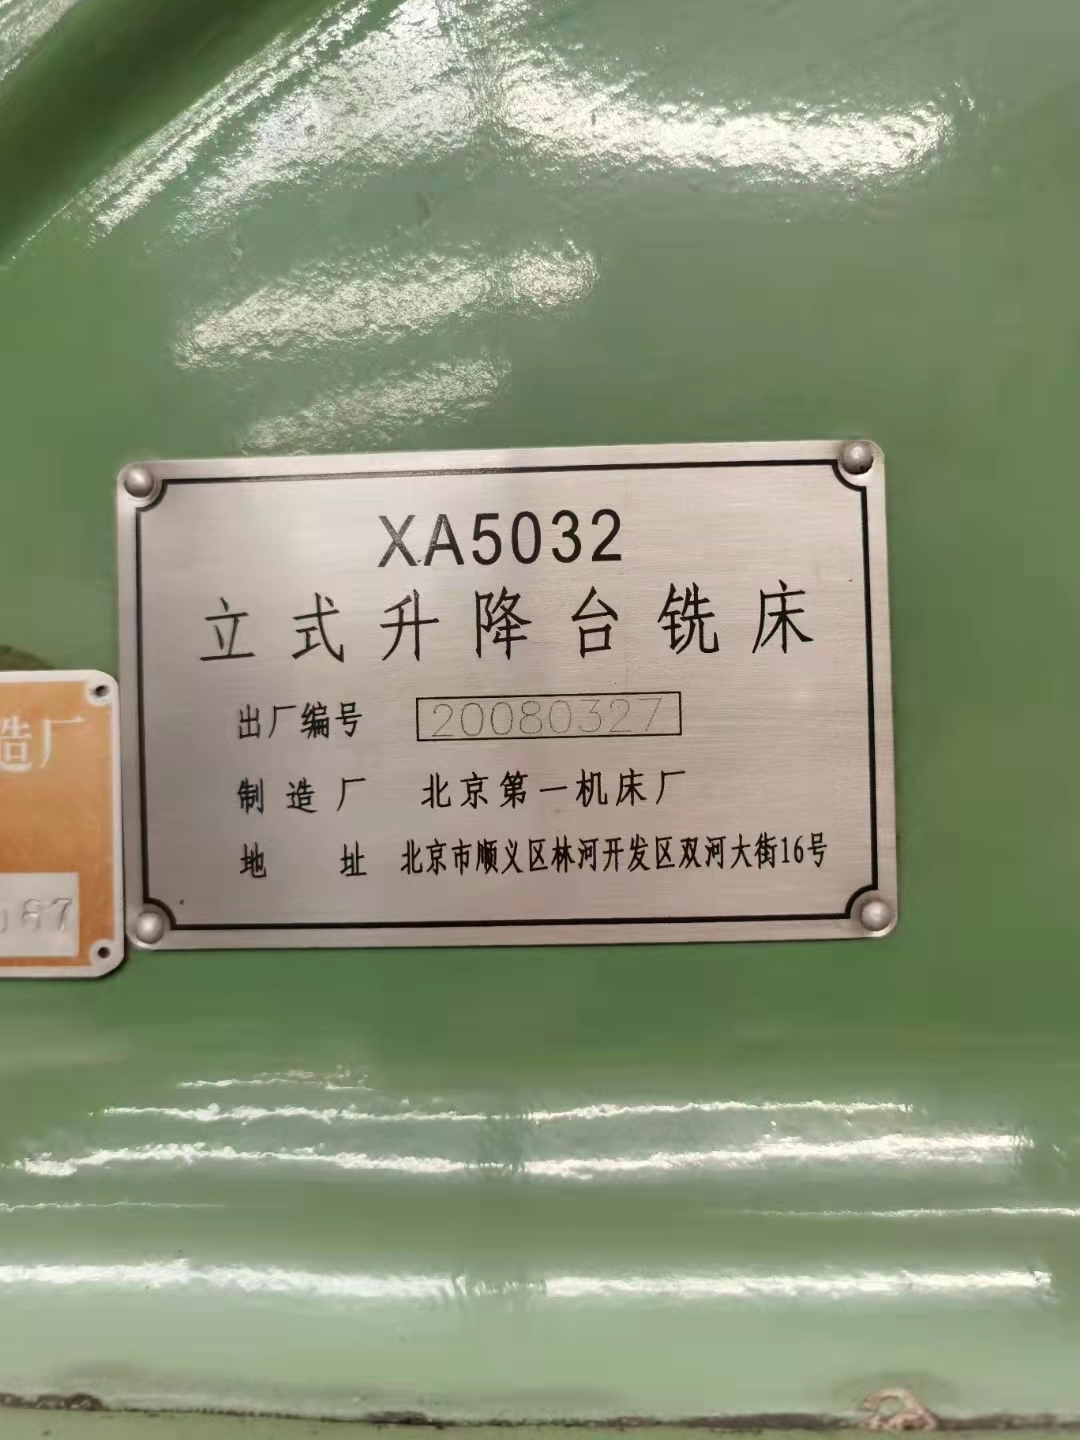 XA5032
立式升降台铣床
出厂编号 20080327
制造厂 北京第一机床厂
地址 北京市顺义区林河开发区双河大街16号
造厂
67